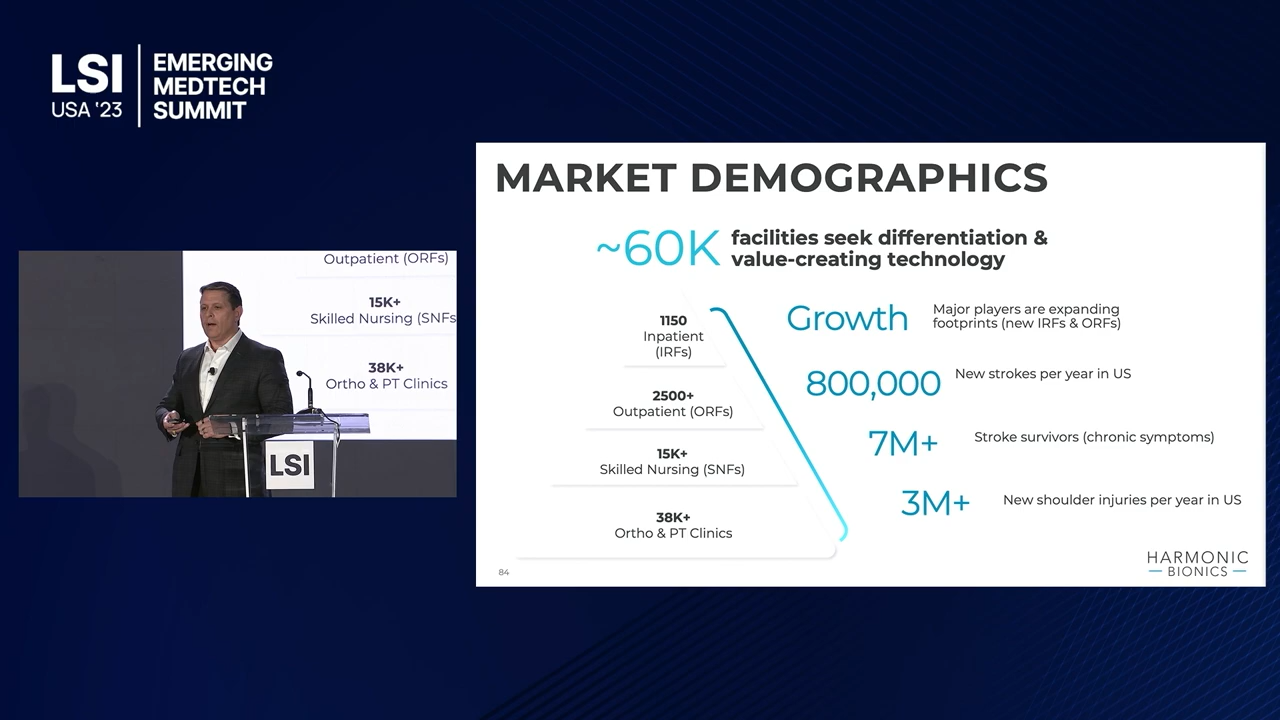 LSI
USA '23
EMERGING
MEDTECH
SUMMIT
MARKET DEMOGRAPHICS
~60K
facilities seek differentiation &
value-creating technology
1150
Inpatient
(IRFs)
2500+
Outpatient (ORFs)
15K+
Skilled Nursing (SNFs)
38K+
Ortho & PT Clinics
Growth
Major players are expanding
footprints (new IRFs & ORFs)
800,000
New strokes per year in US
7M+
Stroke survivors (chronic symptoms)
3M+
New shoulder injuries per year in US
84
HARMONIC
BIONICS
Outpatient (ORFs)
15K+
Skilled Nursing (SNFs
38K+
Ortho & PT Clinics
LSI